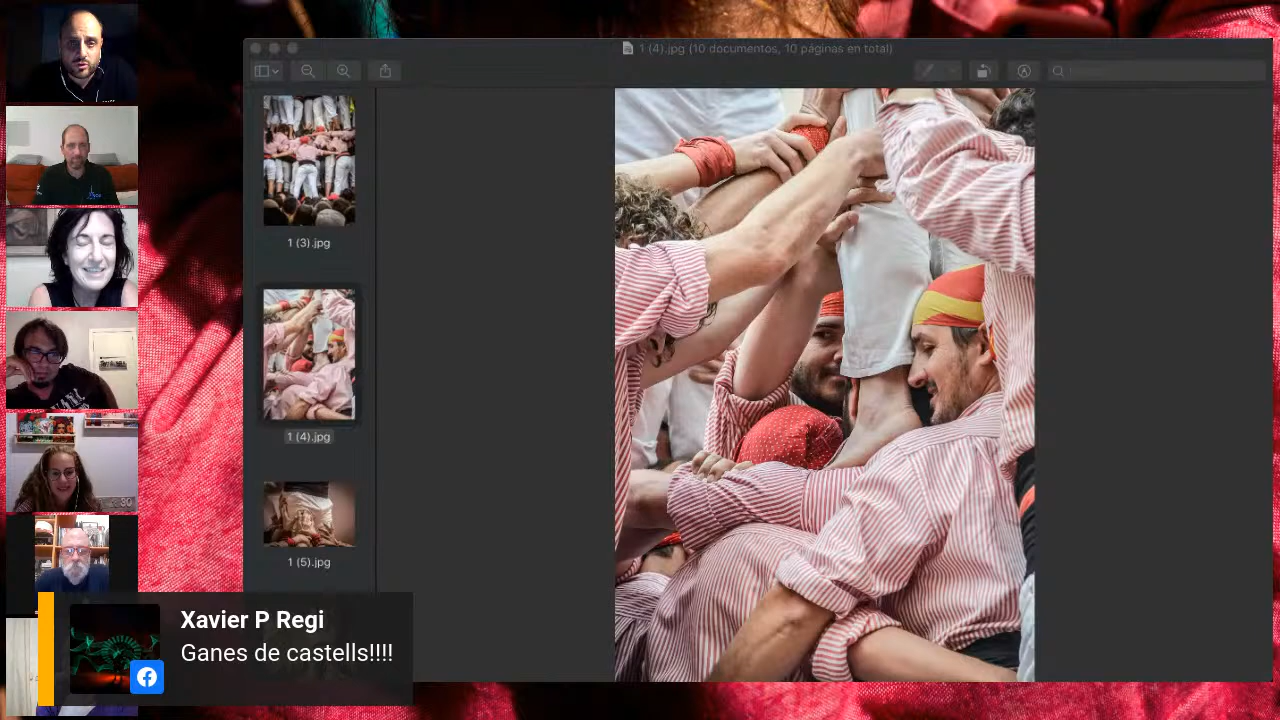 1 (4).jpg (10 documentos, 10 páginas en total)
1 (3).jpg
1 (4).jpg
1 (5).jpg
Xavier P Regi
Ganes de castells!!!!